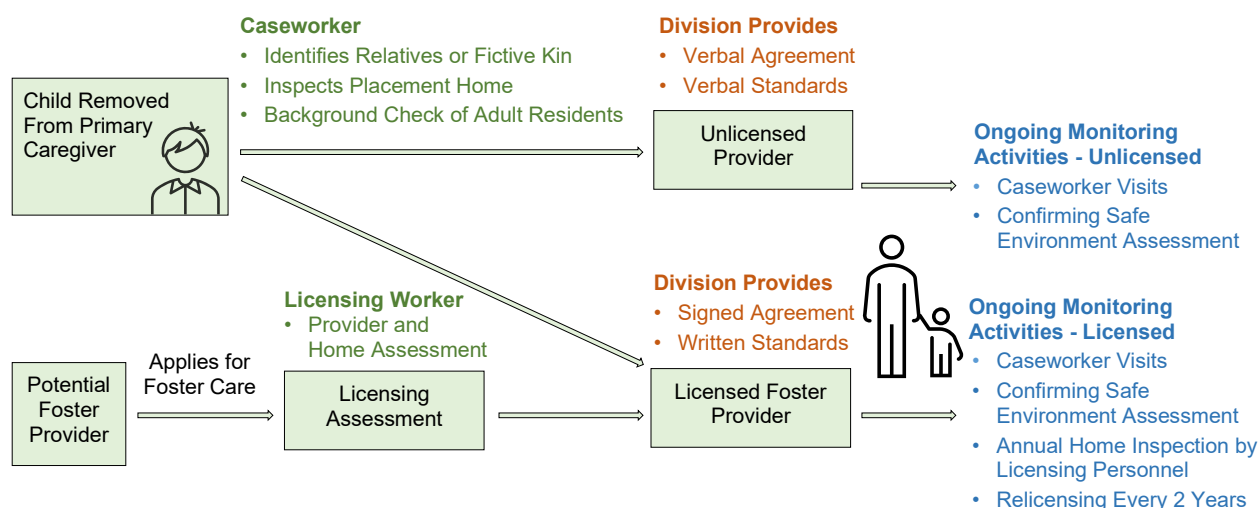 Caseworker
• Identifies Relatives or Fictive Kin
• Inspects Placement Home
• Background Check of Adult Residents
Division Provides
• Verbal Agreement
• Verbal Standards
Child Removed
From Primary
Caregiver
Unlicensed
Provider
Ongoing Monitoring
Activities - Unlicensed
• Caseworker Visits
• Confirming Safe
Environment Assessment
Licensing Worker
• Provider and
Home Assessment
Division Provides
• Signed Agreement
• Written Standards
Potential
Foster
Provider
Applies for
Foster Care
Licensing
Assessment
Licensed Foster
Provider
Ongoing Monitoring
Activities - Licensed
• Caseworker Visits
• Confirming Safe
Environment Assessment
• Annual Home Inspection by
Licensing Personnel
• Relicensing Every 2 Years